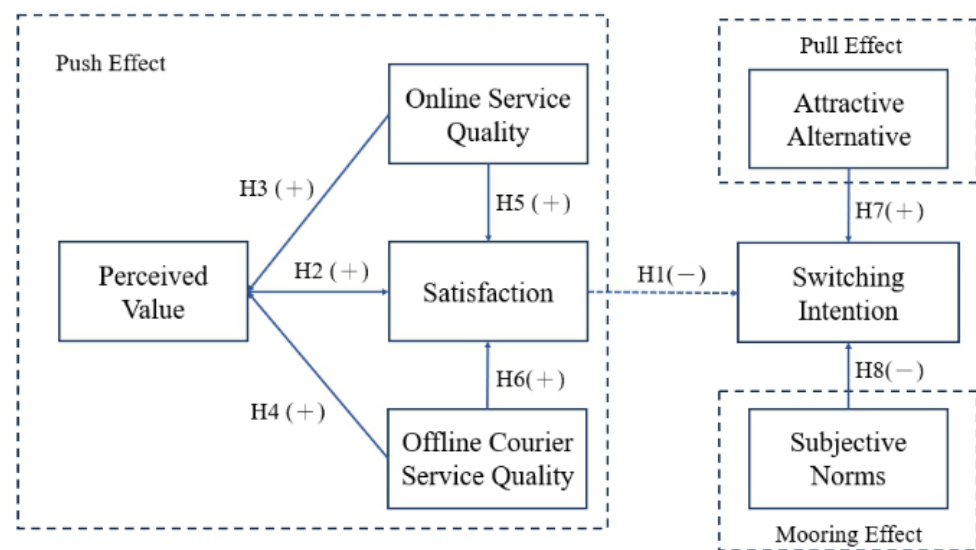 Push Effect
Online Service
Quality
Pull Effect
Attractive
Alternative
H3 (+)
H5 (+)
H7(+)
Perceived
Value
H2 (+)
Satisfaction
H1(−)
Switching
Intention
H4 (+)
H6(+)
H8(−)
Offline Courier
Service Quality
Subjective
Norms
Mooring Effect